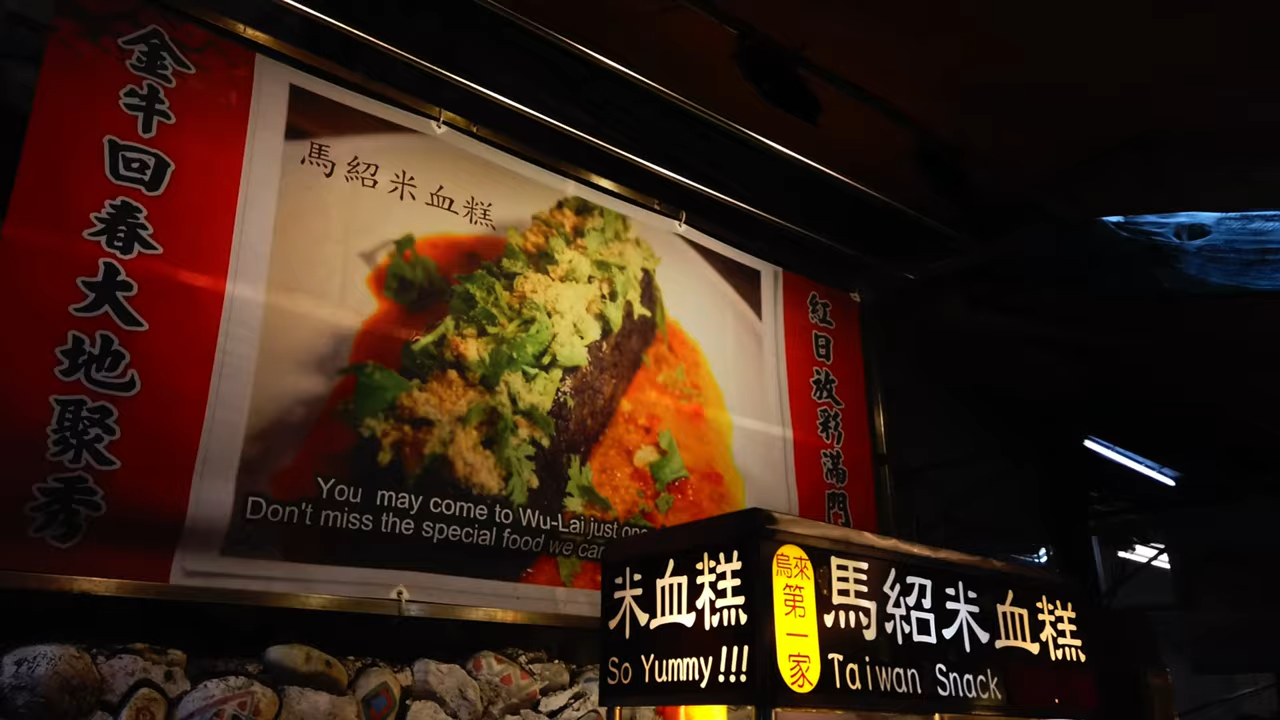 金牛回春大地聚秀
馬紹米血糕
You may come to Wu-Lai just
Don't miss the special food we
紅日放彩滿門
米血糕
So Yummy!!!
烏來
第一家
馬紹米血糕
Taiwan Snack